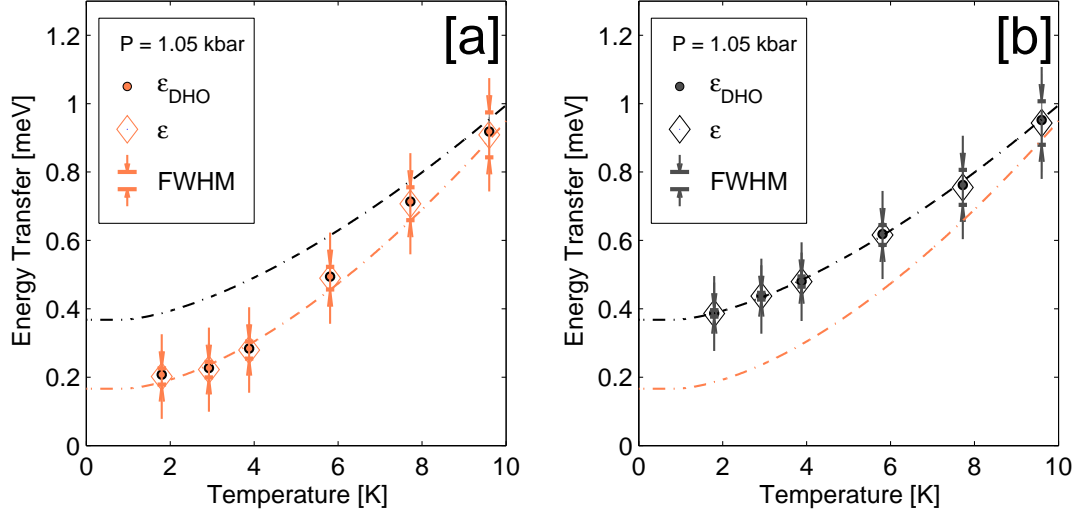 [a]
P = 1.05 kbar
εDHO
ε
FWHM
Energy Transfer [meV]
0
0.2
0.4
0.6
0.8
1
1.2
0 2 4 6 8 10
Temperature [K]
[b]
P = 1.05 kbar
εDHO
ε
FWHM
Energy Transfer [meV]
0
0.2
0.4
0.6
0.8
1
1.2
0 2 4 6 8 10
Temperature [K]